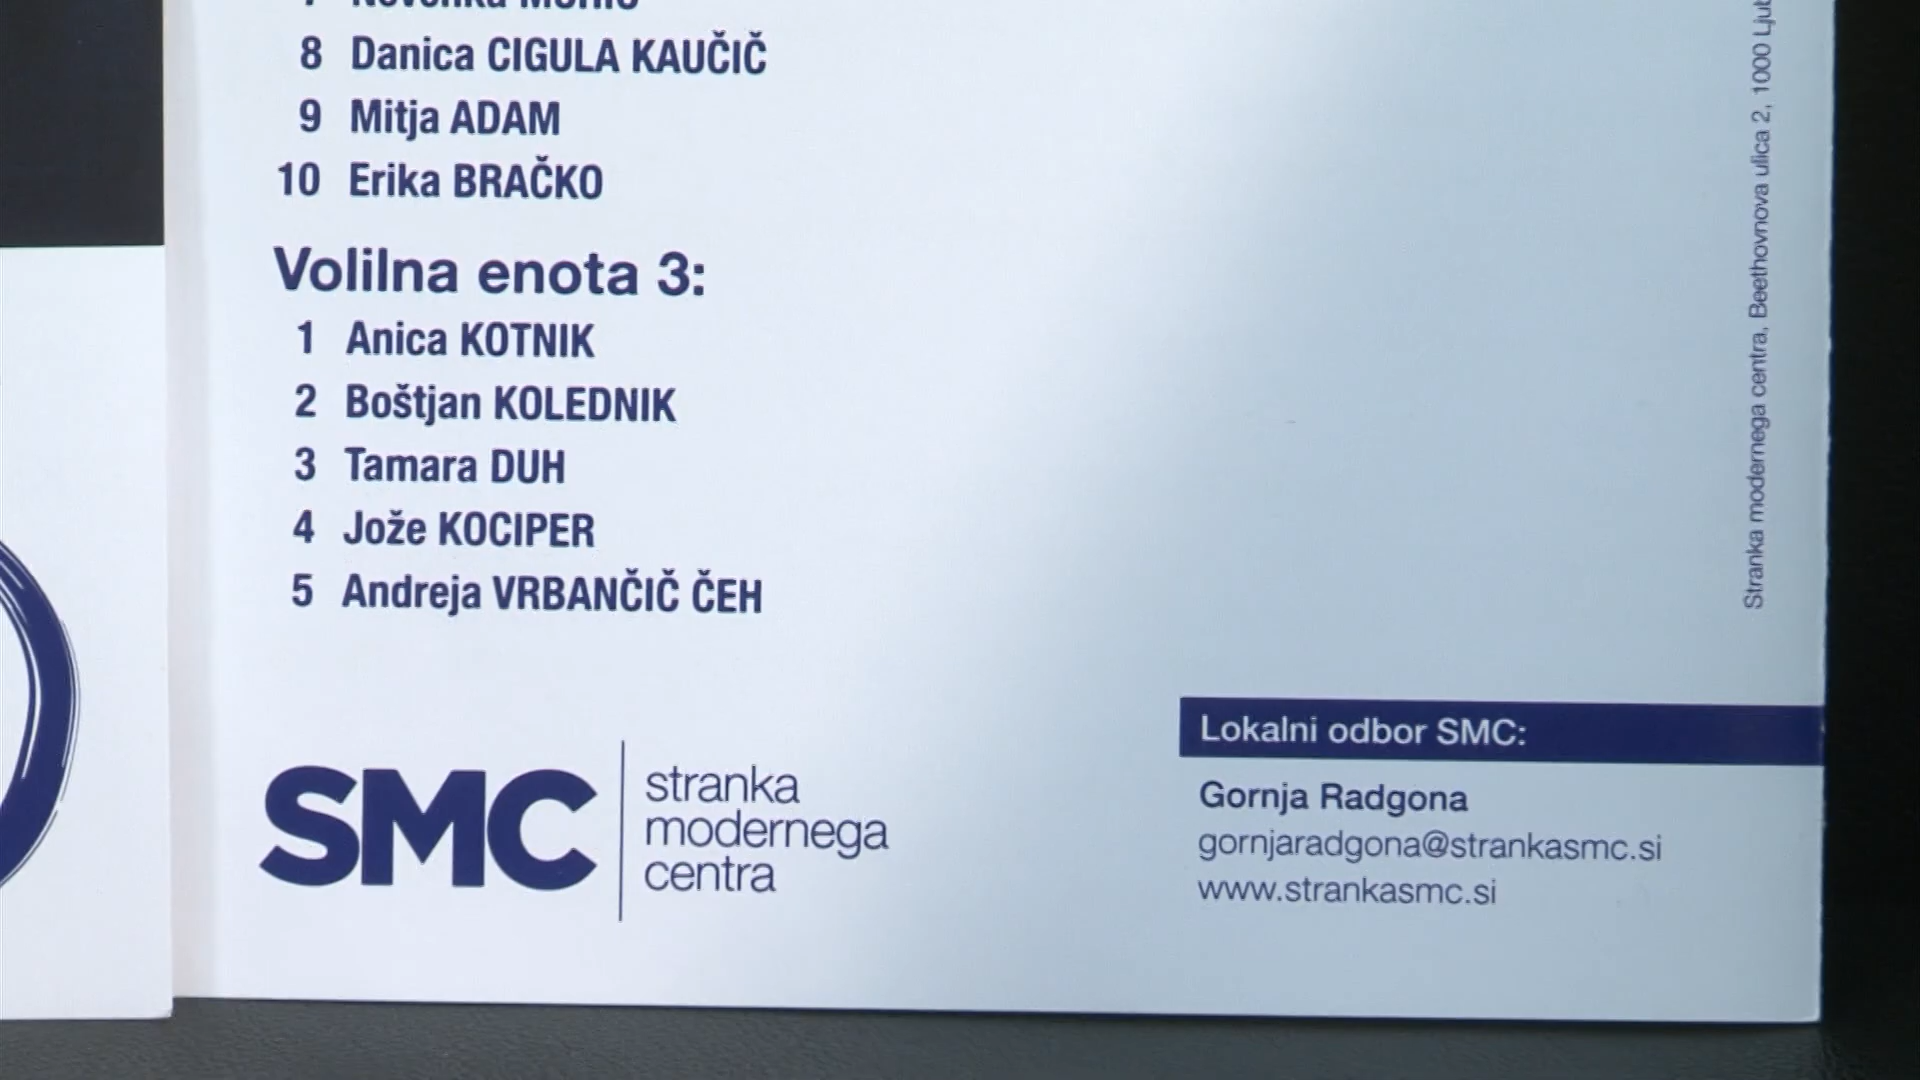 8 Danica CIGULA KAUČIČ
9 Mitja ADAM
10 Erika BRAČKO
Volilna enota 3:
1 Anica KOTNIK
2 Boštjan KOLEDNIK
3 Tamara DUH
4 Jože KOCIPER
5 Andreja VRBANČIČ ČEH
SMC
stranka
modernega
centra
Lokalni odbor SMC:
Gornja Radgona
gornjaradgona@strankasmc.si
www.strankasmc.si
Stranka modernega centra, Beethovnova ulica 2, 1000